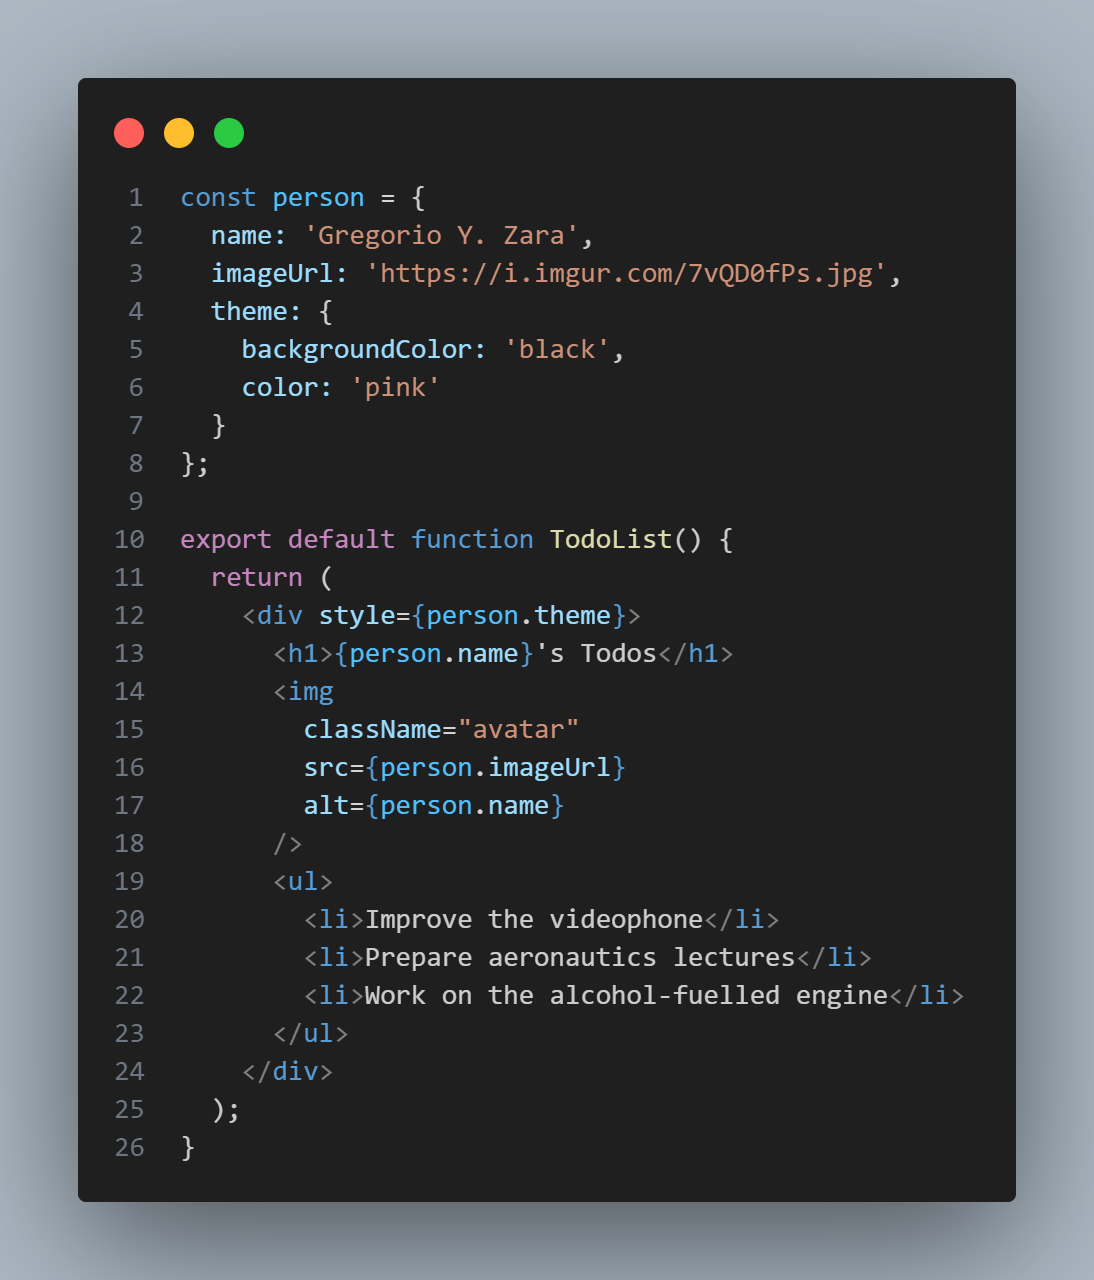 1 const person = {
2   name: 'Gregorio Y. Zara',
3   imageUrl: 'https://i.imgur.com/7vQD0fPs.jpg',
4   theme: {
5     backgroundColor: 'black',
6     color: 'pink'
7   }
8 };
9
10 export default function TodoList() {
11   return (
12     <div style={person.theme}>
13       <h1>{person.name}'s Todos</h1>
14       <img
15         className="avatar"
16         src={person.imageUrl}
17         alt={person.name}
18       />
19       <ul>
20         <li>Improve the videophone</li>
21         <li>Prepare aeronautics lectures</li>
22         <li>Work on the alcohol-fuelled engine</li>
23       </ul>
24     </div>
25   );
26 }